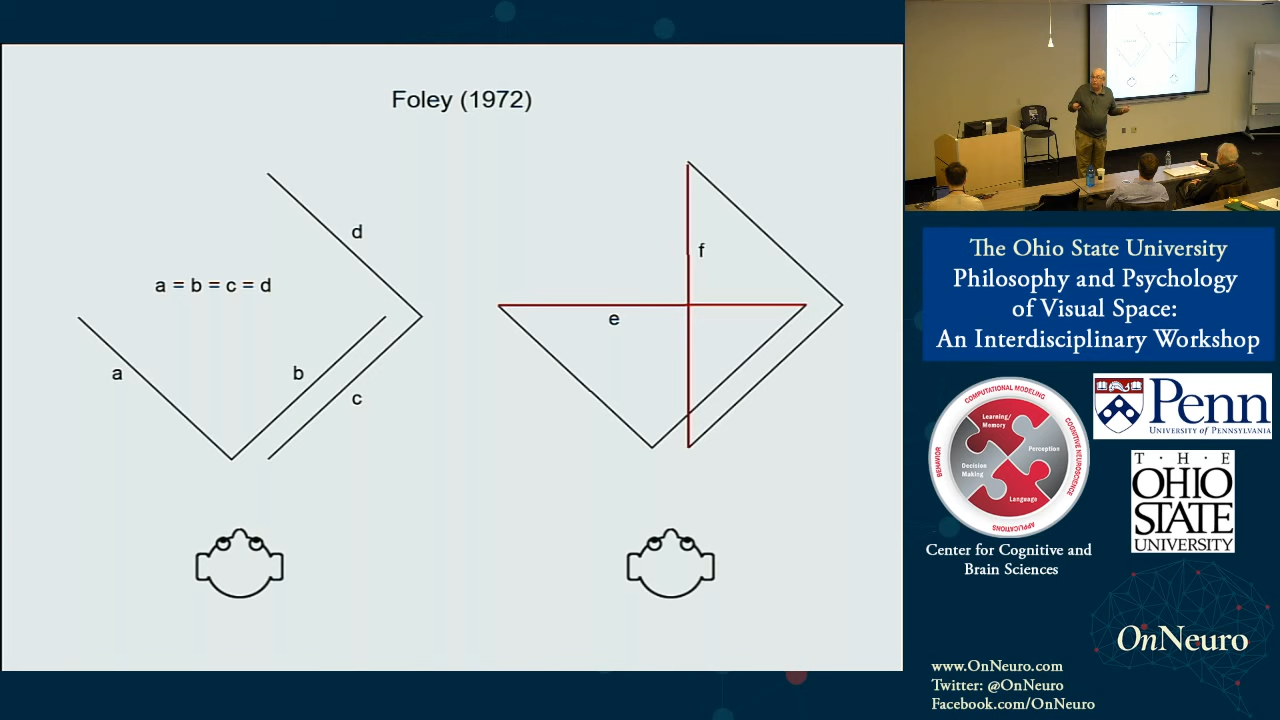 Foley (1972)
d
a = b = c = d
a
b
c
f
e
The Ohio State University
Philosophy and Psychology
of Visual Space:
An Interdisciplinary Workshop
COMPUTATIONAL MODELING
COGNITIVE NEUROSCIENCE
APPLICATIONS
BEHAVIOR
Learning/
Memory
Perception
Decision
Making
Language
Center for Cognitive and
Brain Sciences
Penn
UNIVERSITY of PENNSYLVANIA
T · H · E
OHIO
STATE
UNIVERSITY
OnNeuro
www.OnNeuro.com
Twitter: @OnNeuro
Facebook.com/OnNeuro